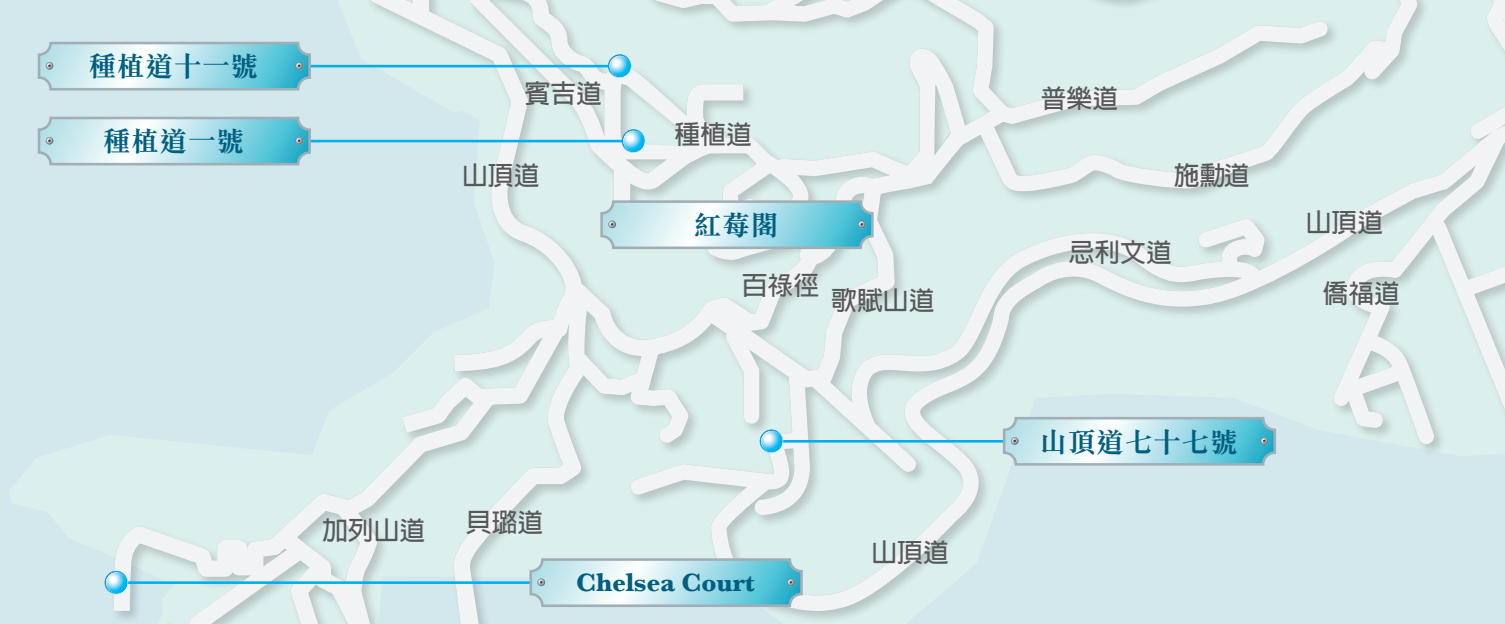 種植道十一號
賓吉道
普樂道
種植道一號
種植道
山頂道
施勳道
紅莓閣
山頂道
忌利文道
百祿徑
歌賦山道
僑福道
山頂道七十七號
加列山道
貝璐道
山頂道
Chelsea Court